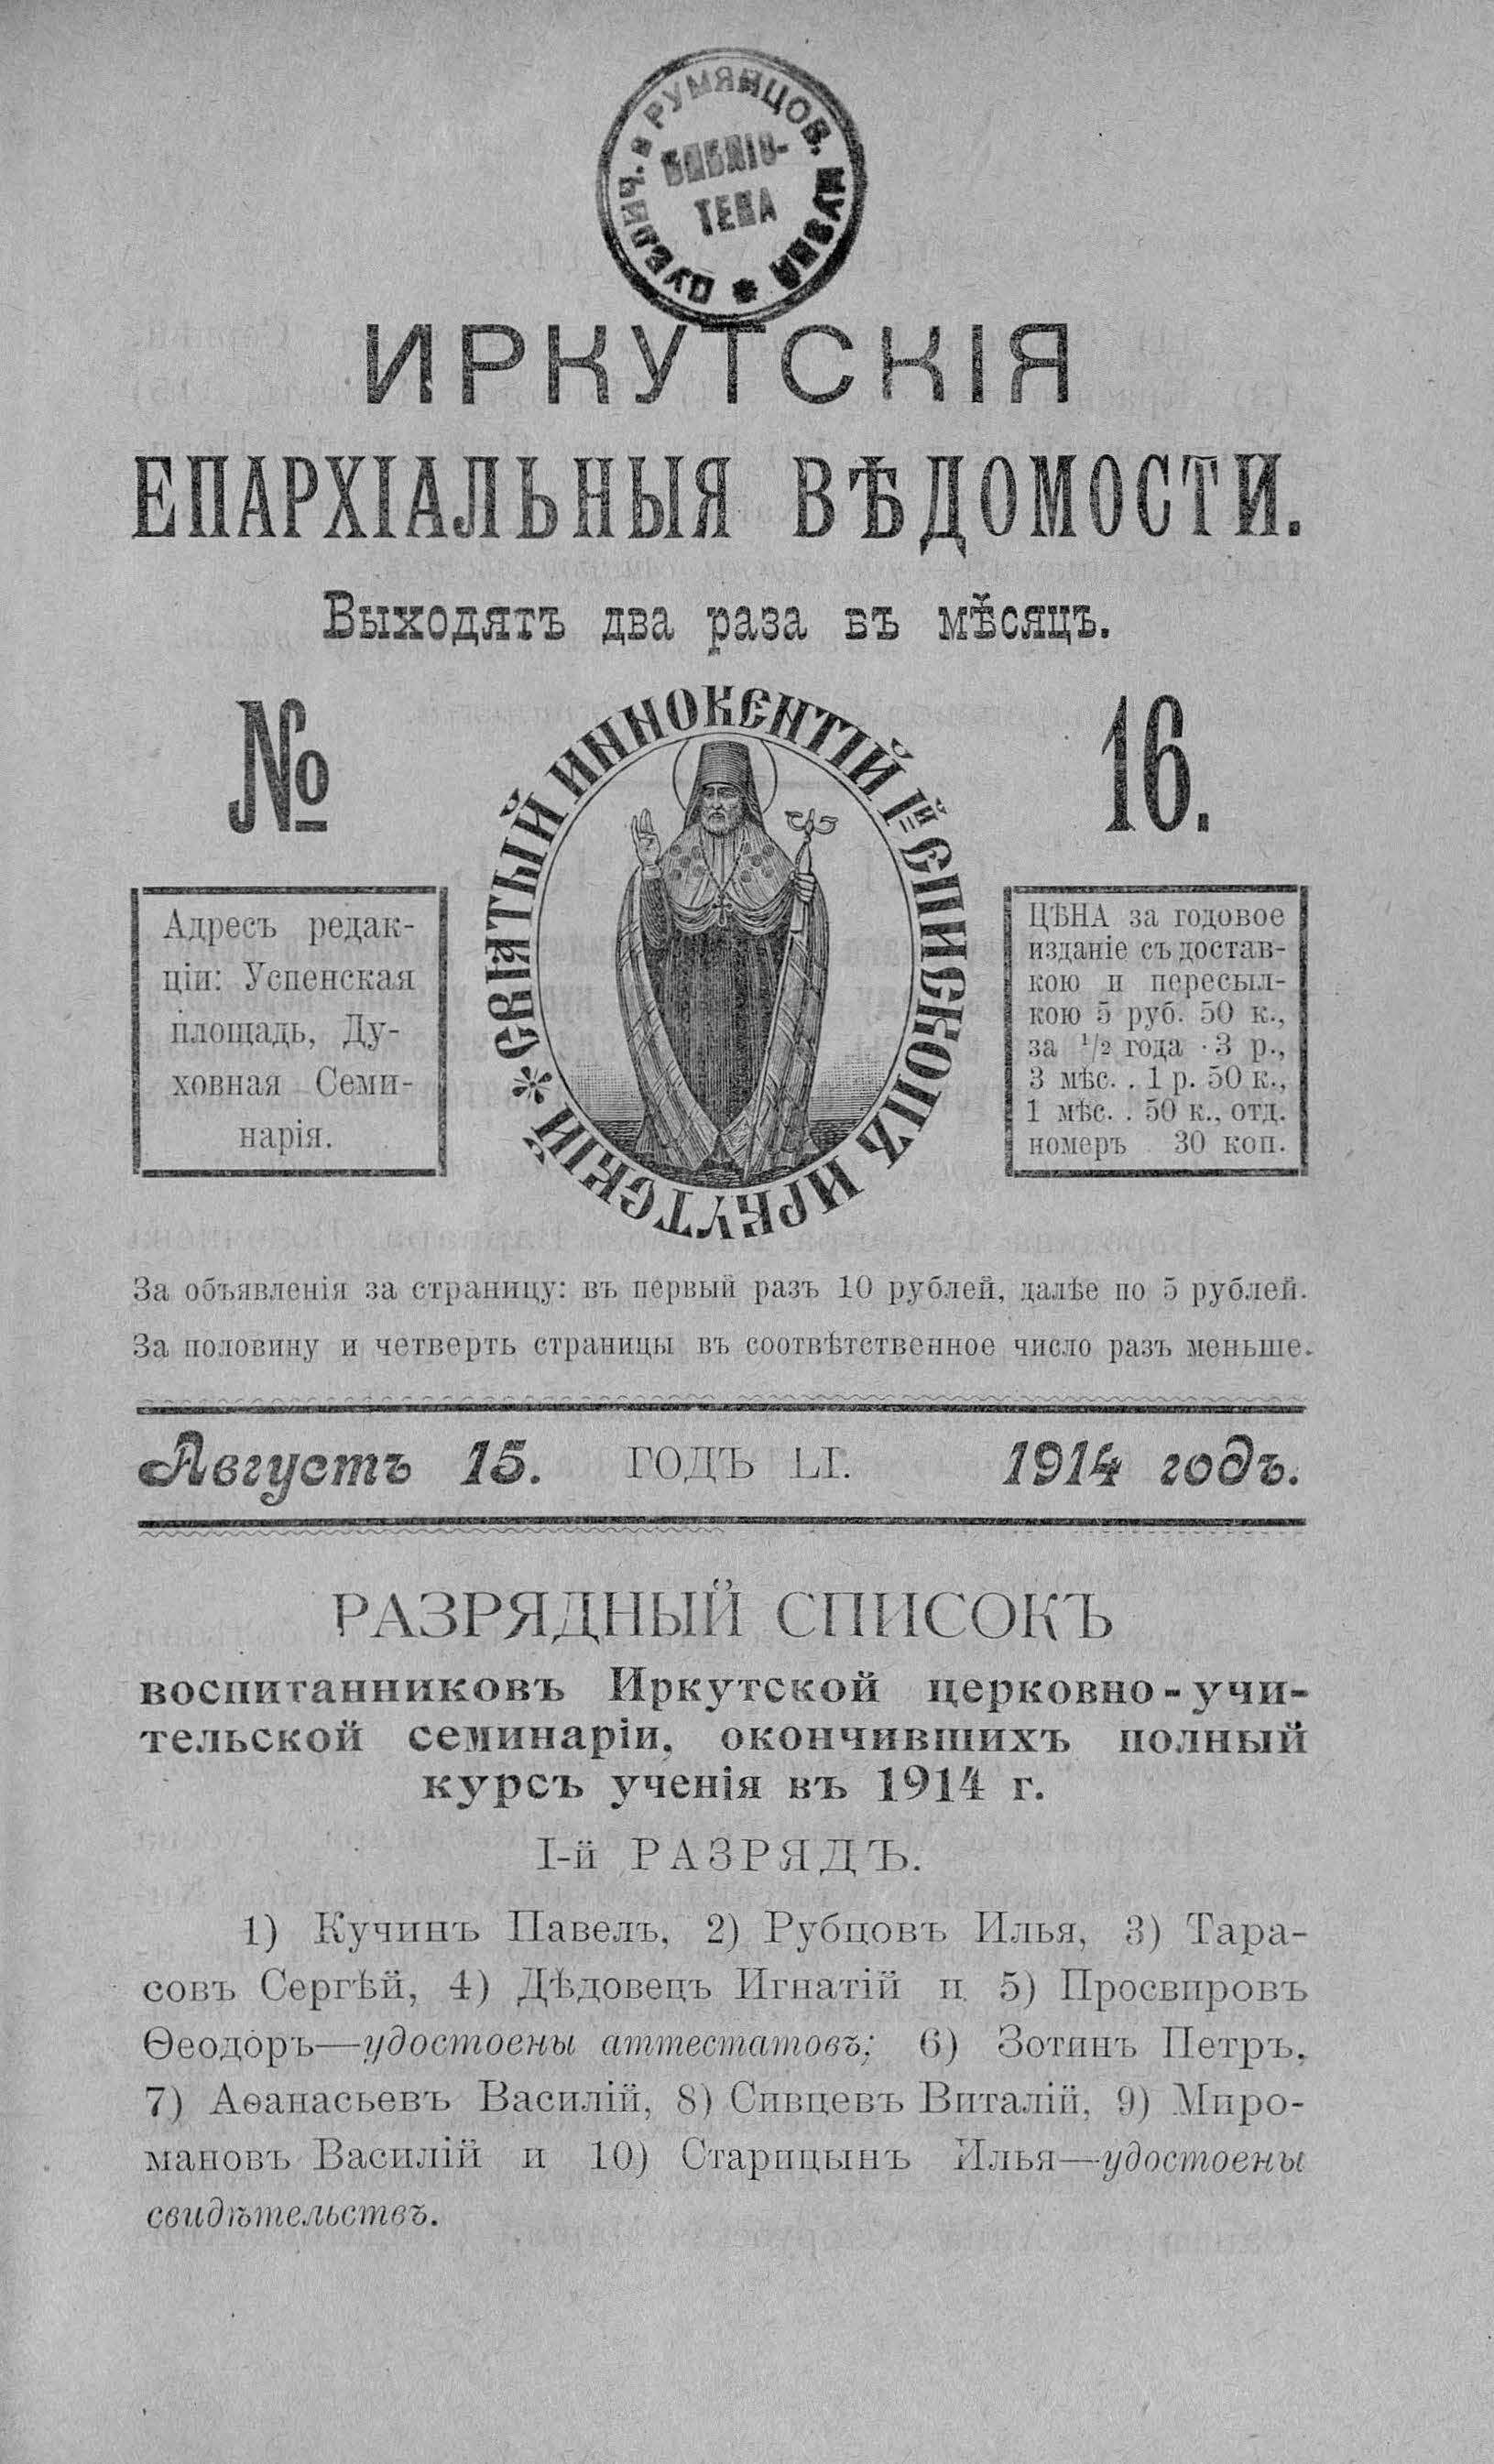 ПУБЛИЧ. и РУМЯНЦОВ. МУЗЕИ *
БИБЛІО-
ТЕКА
ИРКУТСКІЯ
ЕПАРХІАЛЬНЫЯ ВѢДОМОСТИ.
Выходятъ два раза въ мѣсяцъ.
№ 16.
СВЯТЫЙ ИННОКЕНТІЙ Iй ЕПИСКОПЪ ИРКУТСКІЙ *
Адресъ редак-
ціи: Успенская
площадь, Ду-
ховная Семи-
нарія.
ЦѢНА за годовое
изданіе съ достав-
кою и пересыл-
кою 5 руб. 50 к.,
за ½ года . 3 р.,
3 мѣс. . 1 р. 50 к.,
1 мѣс. . 50 к., отд.
номеръ 30 коп.
За объявленія за страницу: въ первый разъ 10 рублей, далѣе по 5 рублей.
За половину и четверть страницы въ соотвѣтственное число разъ меньше.
Августъ 15. ГОДЪ LI. 1914 годъ.
РАЗРЯДНЫЙ СПИСОКЪ
воспитанниковъ Иркутской церковно-учи-
тельской семинаріи, окончившихъ полный
курсъ ученія въ 1914 г.
I-й РАЗРЯДЪ.
1) Кучинъ Павелъ, 2) Рубцовъ Илья, 3) Тара-
совъ Сергѣй, 4) Дѣдовецъ Игнатій и 5) Просвировъ
Ѳеодоръ—удостоены аттестатовъ; 6) Зотинъ Петръ,
7) Аѳанасьевъ Василій, 8) Сивцевъ Виталій, 9) Миро-
мановъ Василій и 10) Старицынъ Илья—удостоены
свидѣтельствъ.